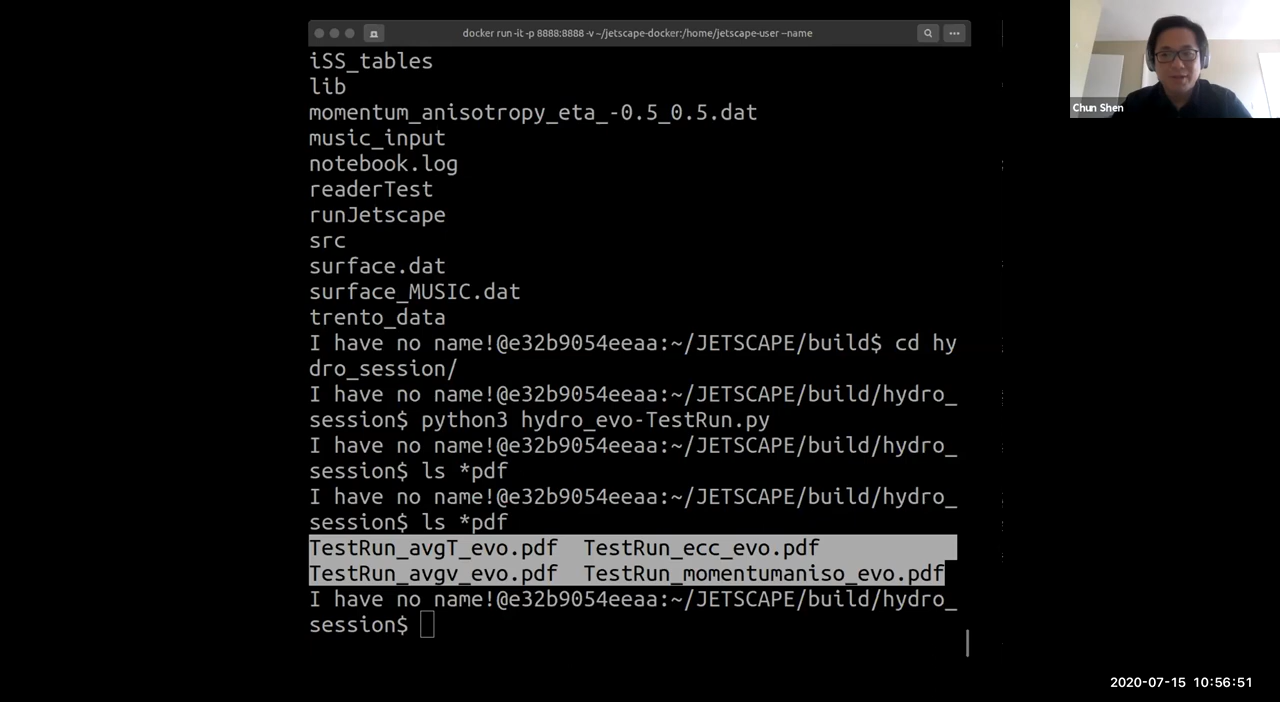 docker run -it -p 8888:8888 -v ~/jetscape-docker:/home/jetscape-user --name
iSS_tables
lib
momentum_anisotropy_eta_-0.5_0.5.dat
music_input
notebook.log
readerTest
runJetscape
src
surface.dat
surface_MUSIC.dat
trento_data
I have no name!@e32b9054eeaa:~/JETSCAPE/build$ cd hy
dro_session/
I have no name!@e32b9054eeaa:~/JETSCAPE/build/hydro_
session$ python3 hydro_evo-TestRun.py
I have no name!@e32b9054eeaa:~/JETSCAPE/build/hydro_
session$ ls *pdf
I have no name!@e32b9054eeaa:~/JETSCAPE/build/hydro_
session$ ls *pdf
TestRun_avgT_evo.pdf  TestRun_ecc_evo.pdf
TestRun_avgv_evo.pdf  TestRun_momentumaniso_evo.pdf
I have no name!@e32b9054eeaa:~/JETSCAPE/build/hydro_
session$
Chun Shen
2020-07-15 10:56:51